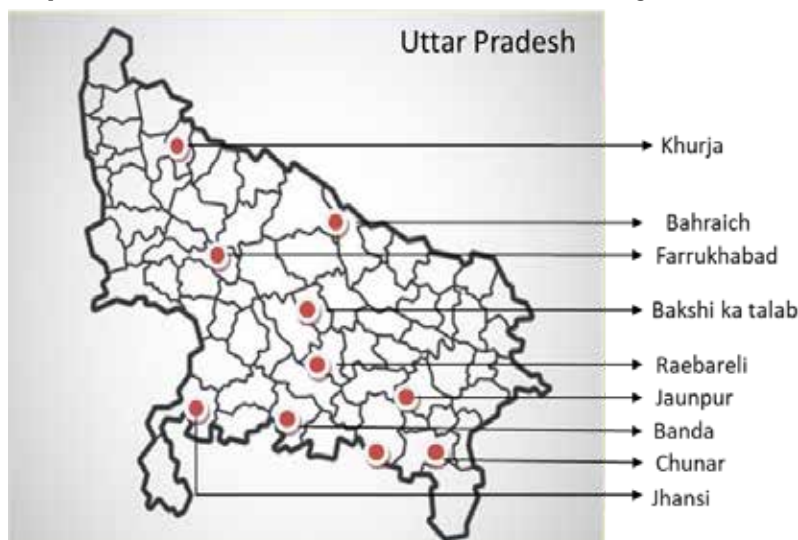 Uttar Pradesh
Khurja
Bahraich
Farrukhabad
Bakshi ka talab
Raebareli
Jaunpur
Banda
Chunar
Jhansi